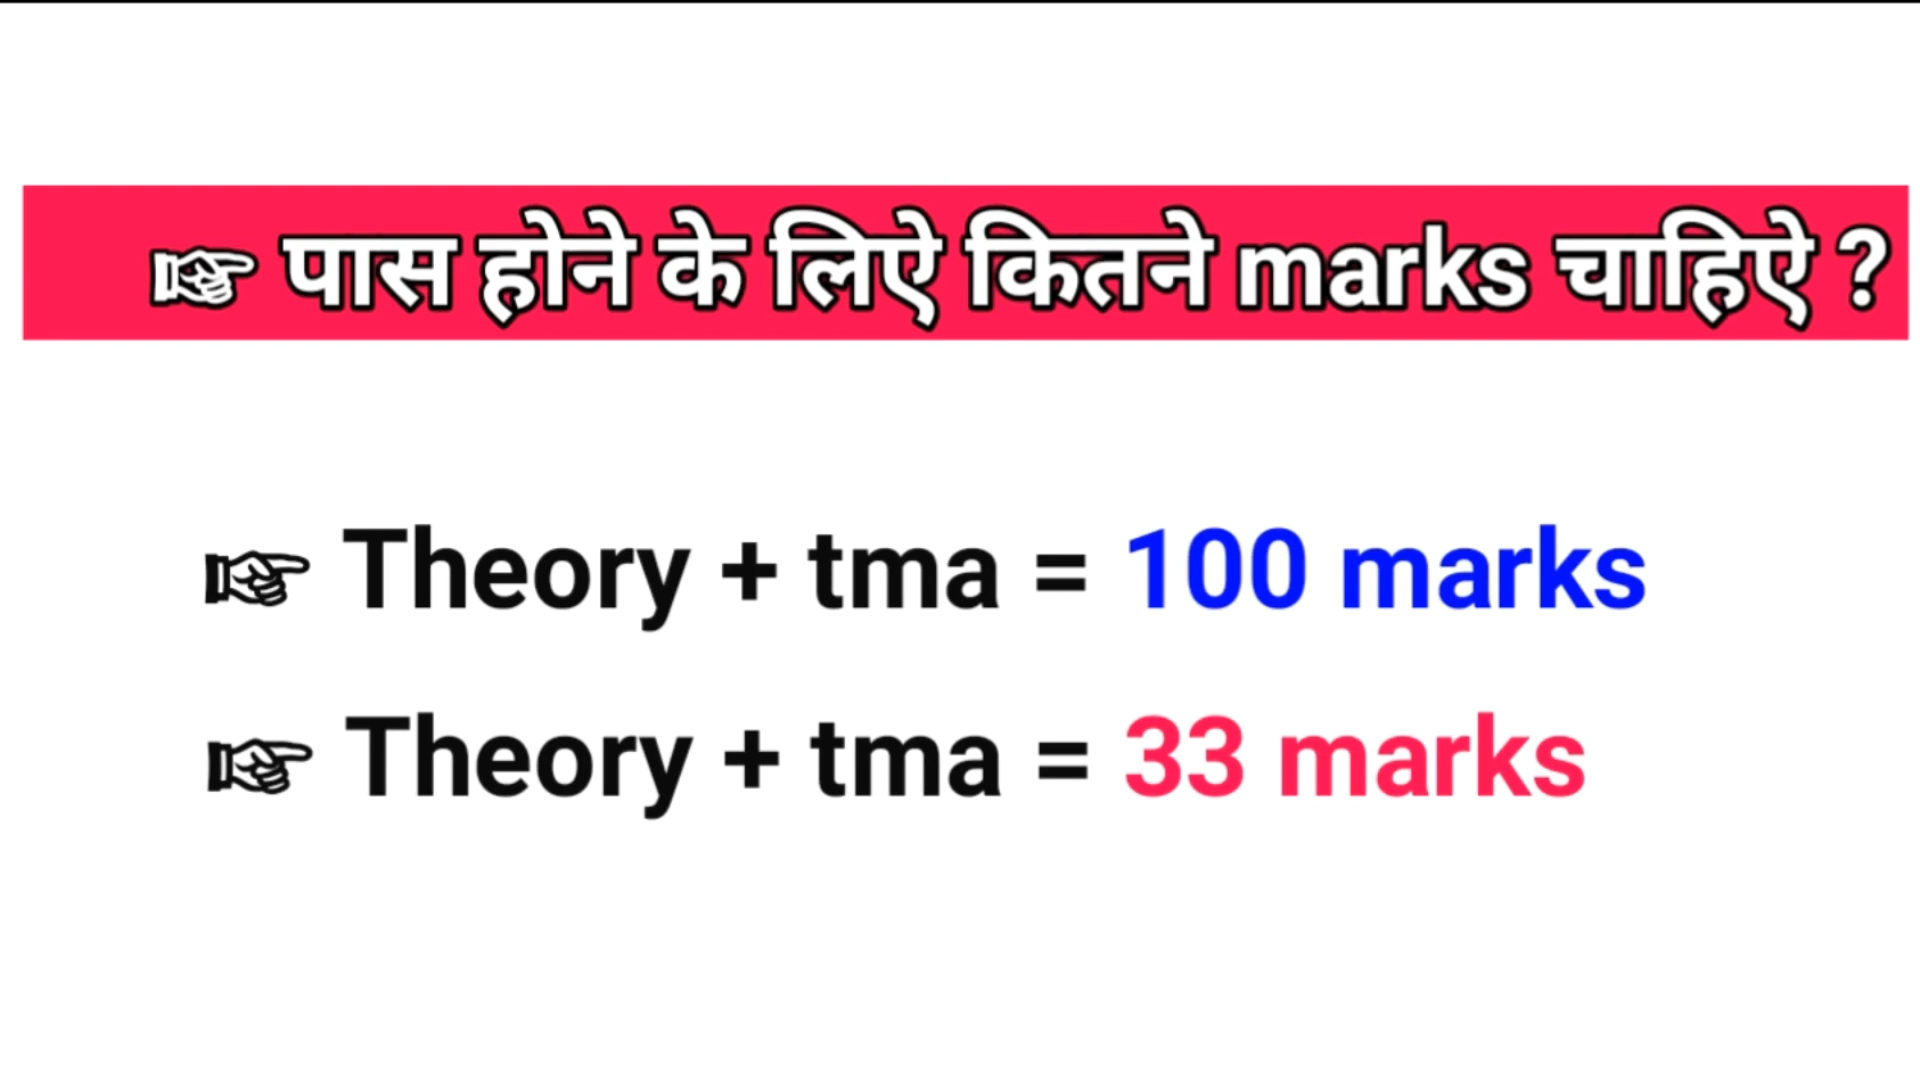 ☞ पास होने के लिऐ कितने marks चाहिऐ ?
☞ Theory + tma = 100 marks
☞ Theory + tma = 33 marks